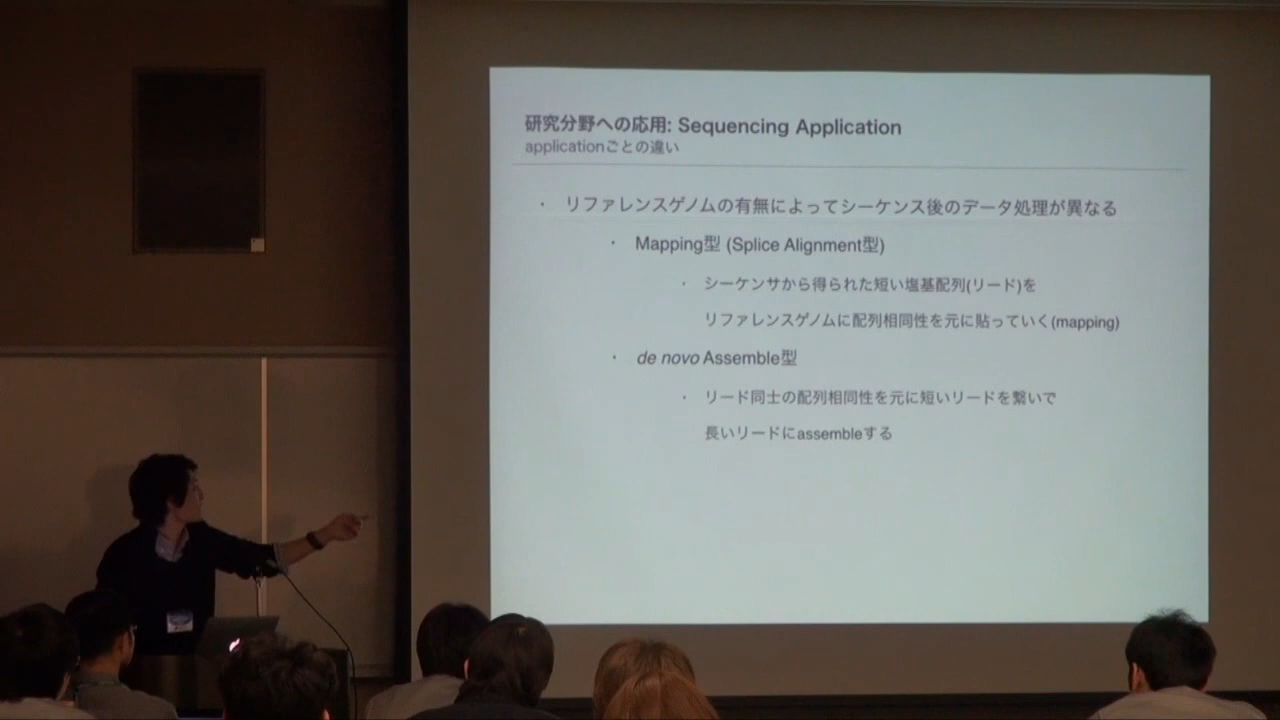 研究分野への応用: Sequencing Application
applicationごとの違い
・ リファレンスゲノムの有無によってシーケンス後のデータ処理が異なる
・ Mapping型 (Splice Alignment型)
・ シーケンサから得られた短い塩基配列(リード)を
リファレンスゲノムに配列相同性を元に貼っていく(mapping)
・ de novo Assemble型
・ リード同士の配列相同性を元に短いリードを繋いで
長いリードにassembleする